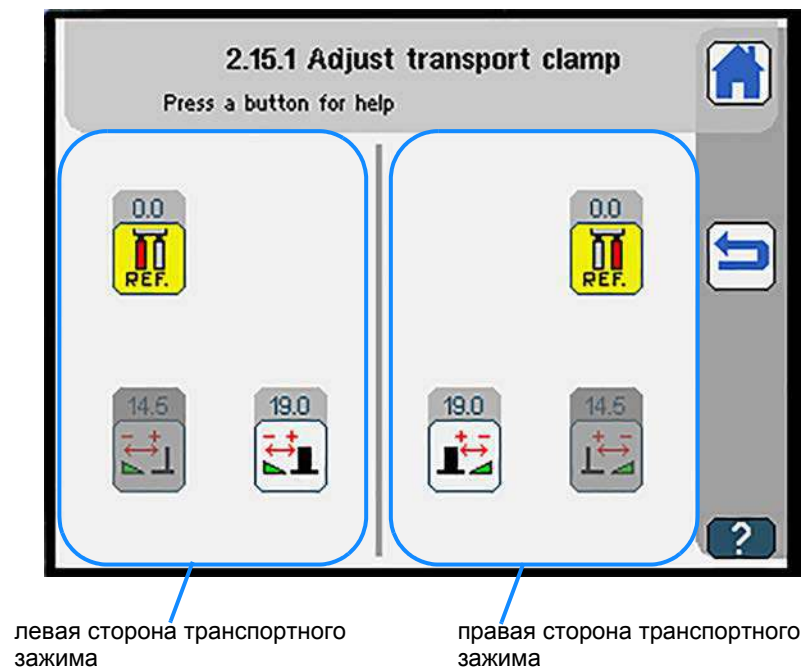 2.15.1 Adjust transport clamp
Press a button for help
0.0
REF.
0.0
REF.
14.5
19.0
19.0
14.5
?
левая сторона транспортного
зажима
правая сторона транспортного
зажима